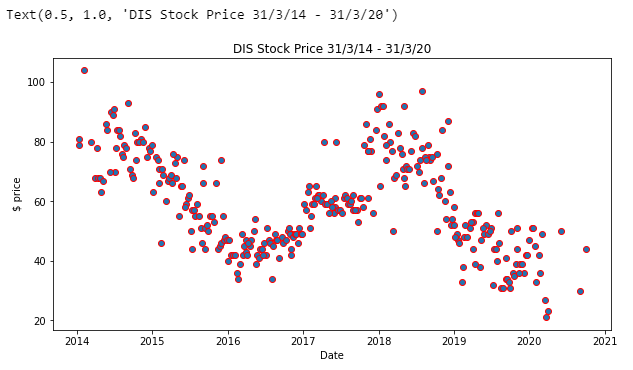 Text(0.5, 1.0, 'DIS Stock Price 31/3/14 - 31/3/20')
DIS Stock Price 31/3/14 - 31/3/20
100
80
60
40
20
$ price
2014 2015 2016 2017 2018 2019 2020 2021
Date